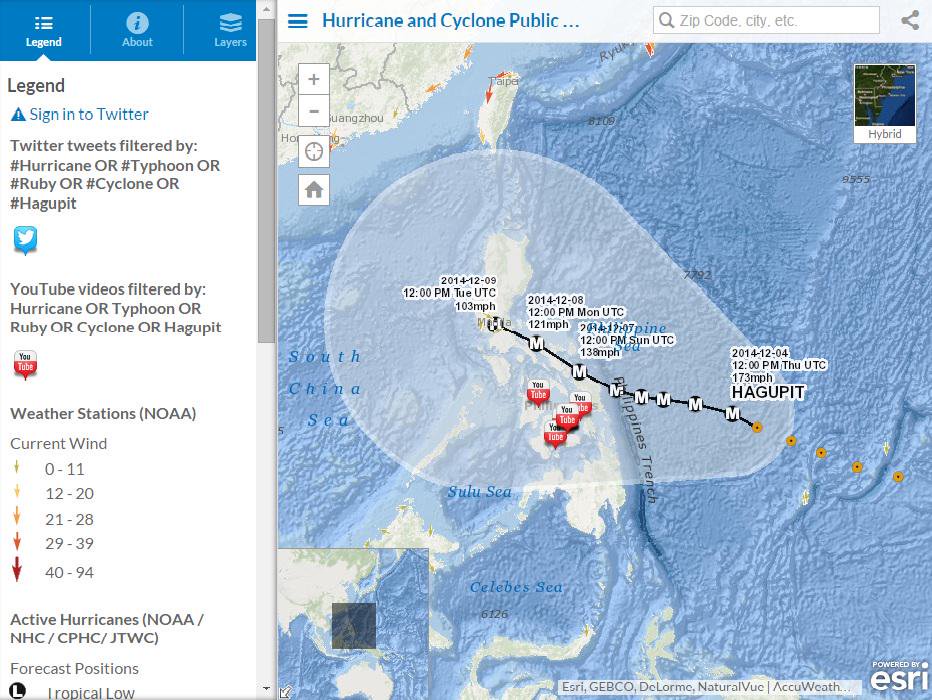 Legend
About
Layers
Legend
Sign in to Twitter
Twitter tweets filtered by:
#Hurricane OR #Typhoon OR
#Ruby OR #Cyclone OR
#Hagupit
YouTube videos filtered by:
Hurricane OR Typhoon OR
Ruby OR Cyclone OR Hagupit
You
Tube
Weather Stations (NOAA)
Current Wind
0 - 11
12 - 20
21 - 28
29 - 39
40 - 94
Active Hurricanes (NOAA /
NHC / CPHC/ JTWC)
Forecast Positions
L
Tropical Low
Hurricane and Cyclone Public ...
Zip Code, city, etc.
+
-
Hybrid
Taipei
Guangzhou
8109
9555
7792
2014-12-09
12:00 PM Tue UTC
103mph
2014-12-08
12:00 PM Mon UTC
121mph
Philippine
Sea
2014-12-07
12:00 PM Sun UTC
138mph
2014-12-04
12:00 PM Thu UTC
173mph
HAGUPIT
M
M
M
M
M
M
M
M
South
China
Sea
You
Tube
You
Tube
You
Tube
You
Tube
Philippines Trench
Sulu Sea
Celebes Sea
6126
Esri, GEBCO, DeLorme, NaturalVue | AccuWeath...
POWERED BY
esri